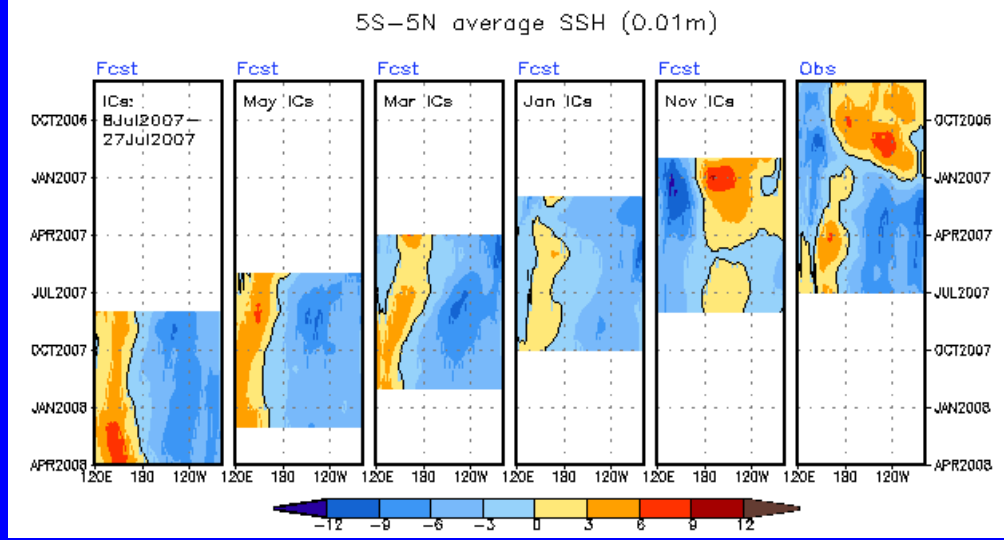 5S-5N average SSH (0.01m)
Fcst Fcst Fcst Fcst Fcst Obs
ICs: May ICs Mar ICs Jan ICs Nov ICs
8Jul2007-
27Jul2007
OCT2006 OCT2006
JAN2007 JAN2007
APR2007 APR2007
JUL2007 JUL2007
OCT2007 OCT2007
JAN2008 JAN2008
APR2008 APR2008
120E 180 120W 120E 180 120W 120E 180 120W 120E 180 120W 120E 180 120W 120E 180 120W
-12 -9 -6 -3 0 3 6 9 12